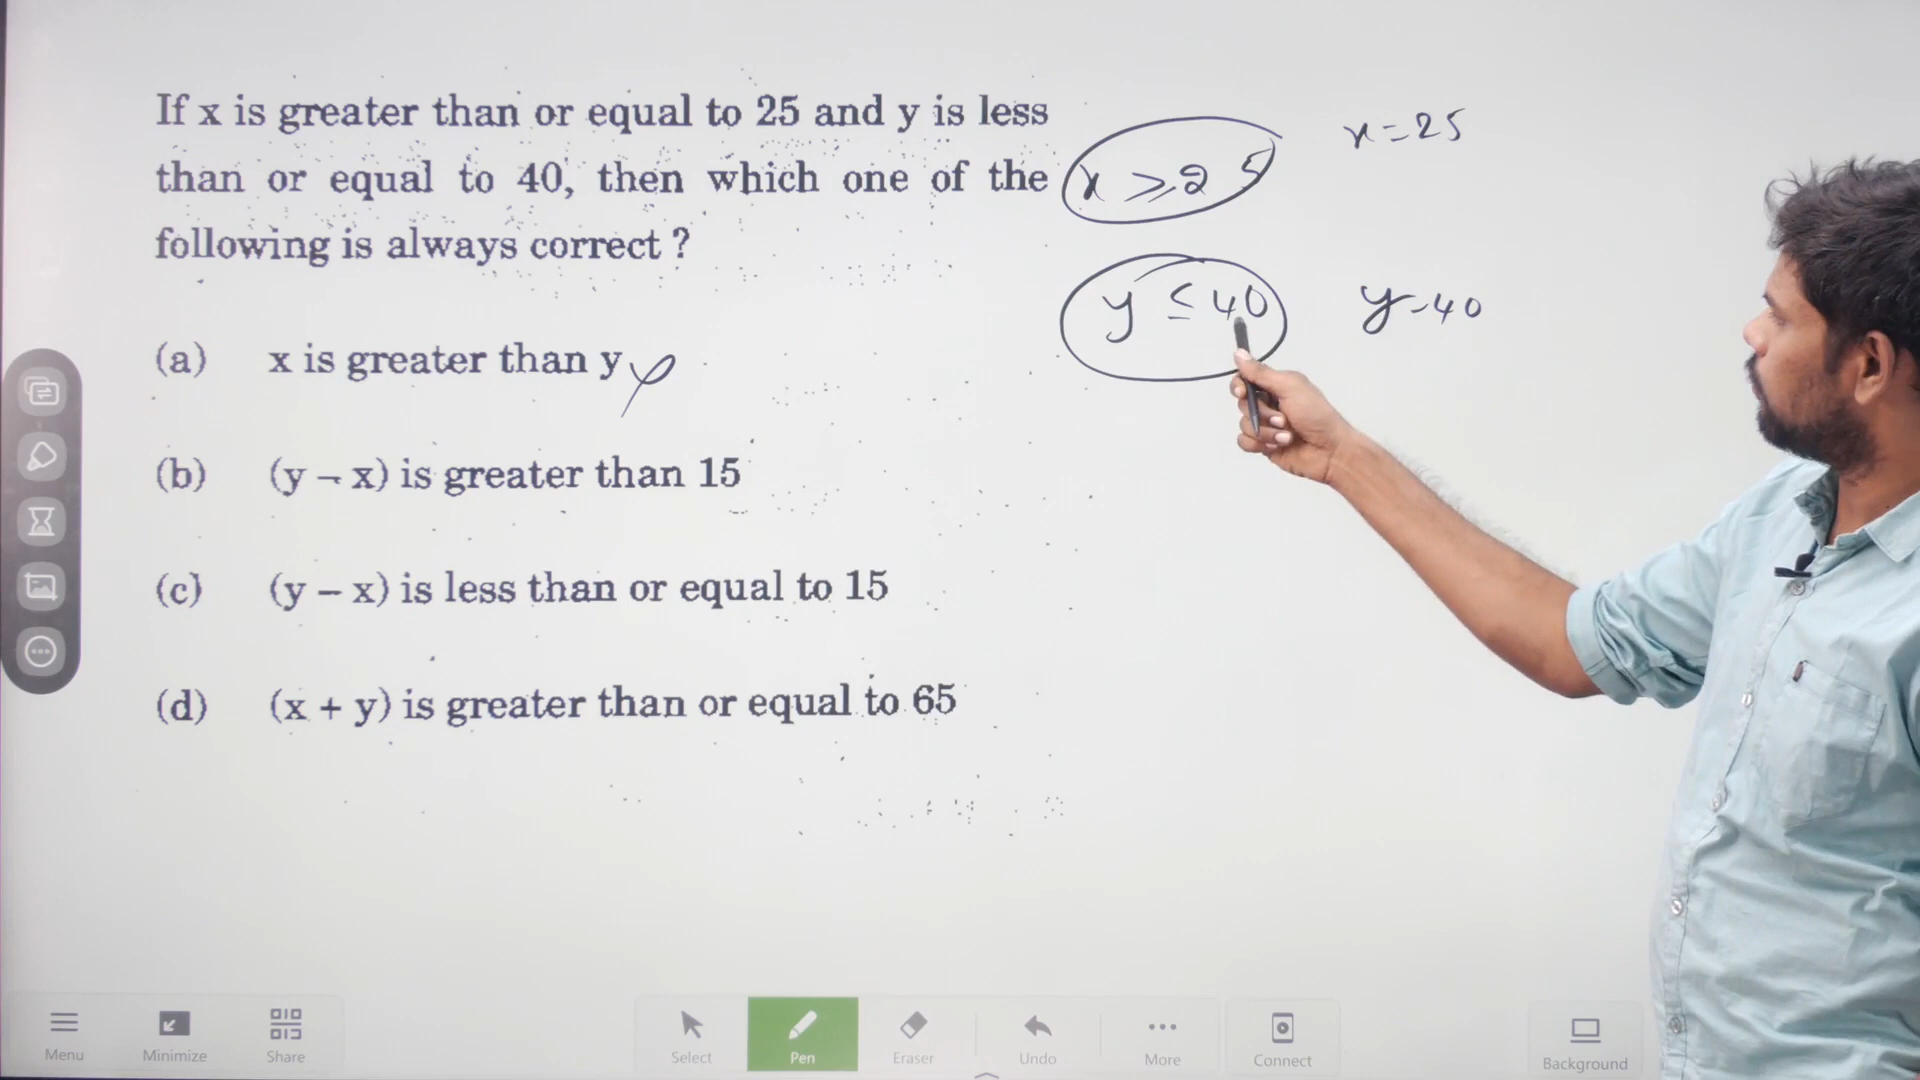 If x is greater than or equal to 25 and y is less
than or equal to 40, then which one of the
following is always correct ?
(a) x is greater than y
(b) (y – x) is greater than 15
(c) (y – x) is less than or equal to 15
(d) (x + y) is greater than or equal to 65
x ≥ 25
x = 25
y ≤ 40
y - 40
Menu
Minimize
Share
Select
Pen
Eraser
Undo
More
Connect
Background